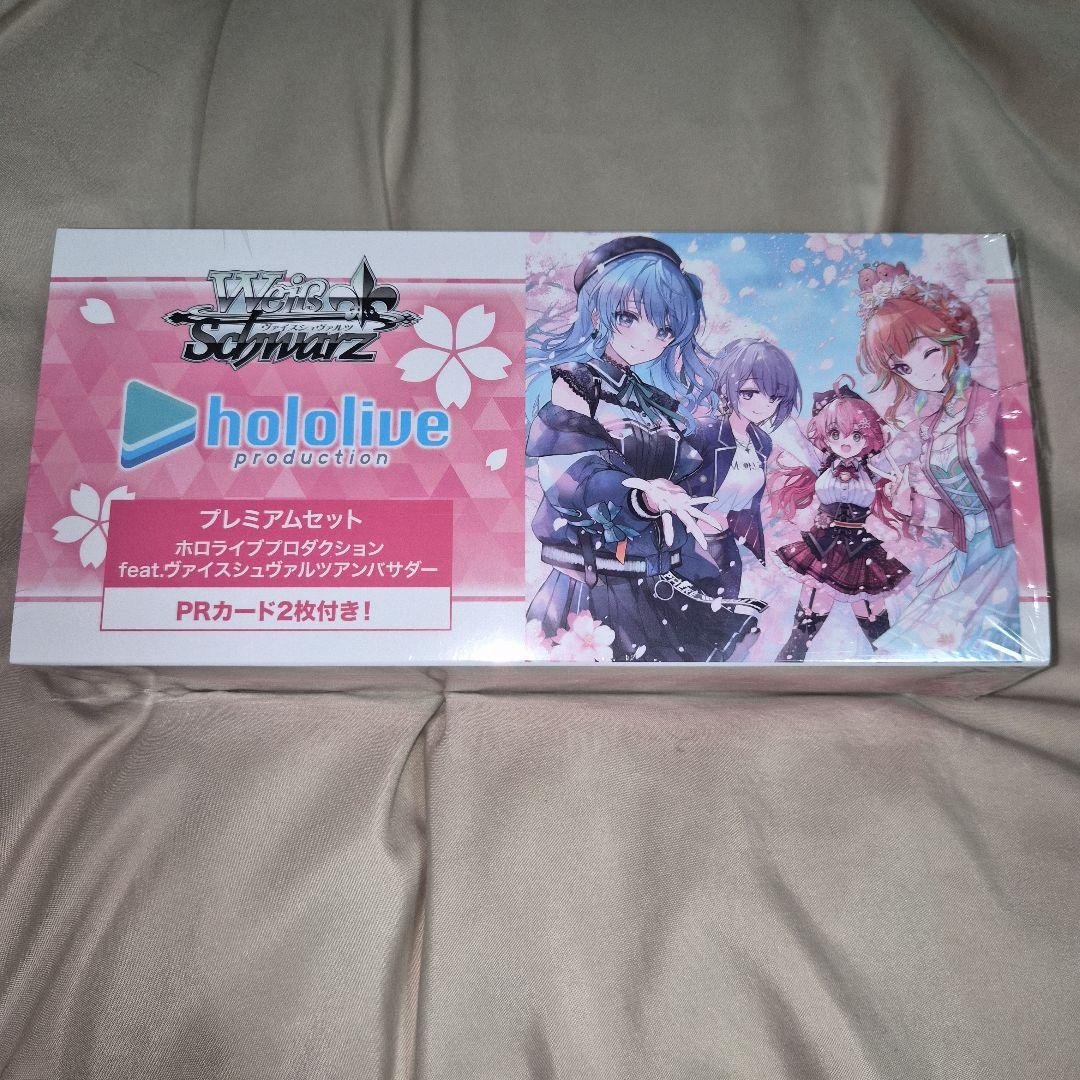 Weiß
ヴァイスシュヴァルツ
Schwarz
hololive
production
プレミアムセット
ホロライブプロダクション
feat.ヴァイスシュヴァルツアンバサダー
PRカード2枚付き!